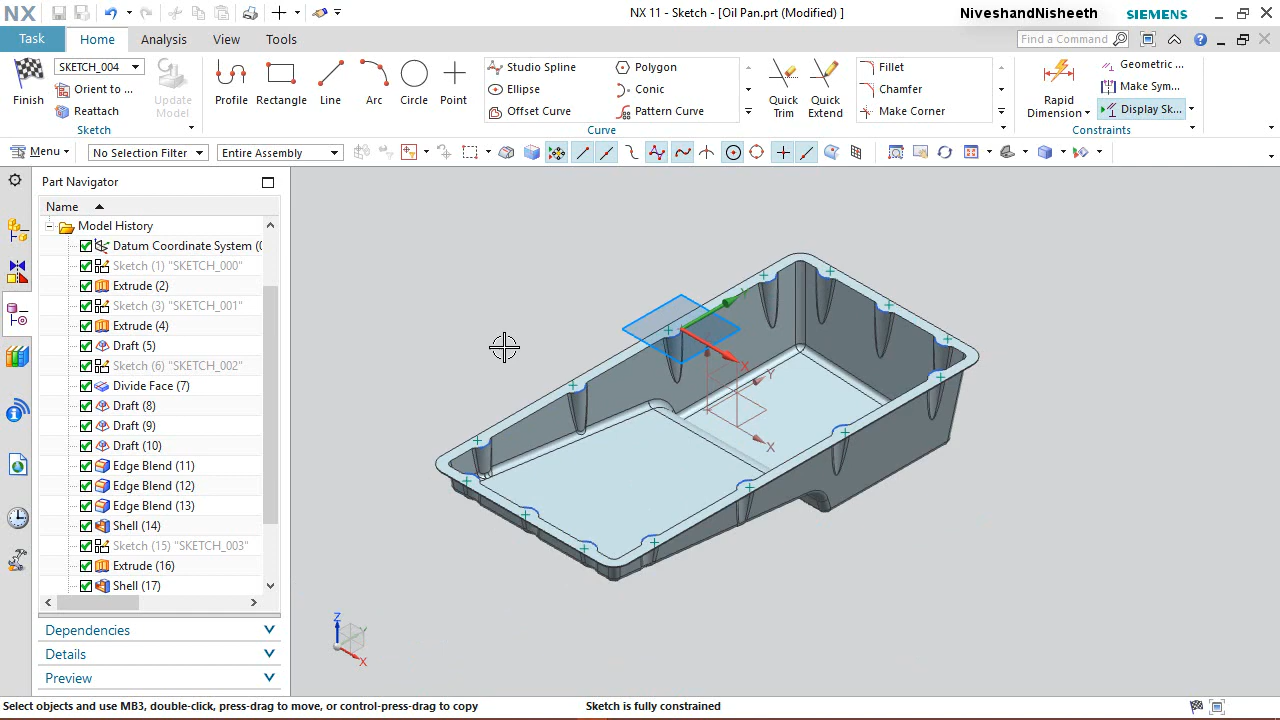 NX
NX 11 - Sketch - [Oil Pan.prt (Modified) ]
NiveshandNisheeth
SIEMENS
Task
Home
Analysis
View
Tools
Find a Command
Finish
SKETCH_004
Orient to ...
Reattach
Update
Model
Sketch
Profile
Rectangle
Line
Arc
Circle
Point
Studio Spline
Ellipse
Offset Curve
Polygon
Conic
Pattern Curve
Quick
Trim
Quick
Extend
Fillet
Chamfer
Make Corner
Curve
Rapid
Dimension
Geometric ...
Make Sym...
Display Sk...
Constraints
Menu
No Selection Filter
Entire Assembly
Part Navigator
Name
Model History
Datum Coordinate System (0
Sketch (1) "SKETCH_000"
Extrude (2)
Sketch (3) "SKETCH_001"
Extrude (4)
Draft (5)
Sketch (6) "SKETCH_002"
Divide Face (7)
Draft (8)
Draft (9)
Draft (10)
Edge Blend (11)
Edge Blend (12)
Edge Blend (13)
Shell (14)
Sketch (15) "SKETCH_003"
Extrude (16)
Shell (17)
Dependencies
Details
Preview
Y
X
Y
X
Z
Y
X
Select objects and use MB3, double-click, press-drag to move, or control-press-drag to copy
Sketch is fully constrained